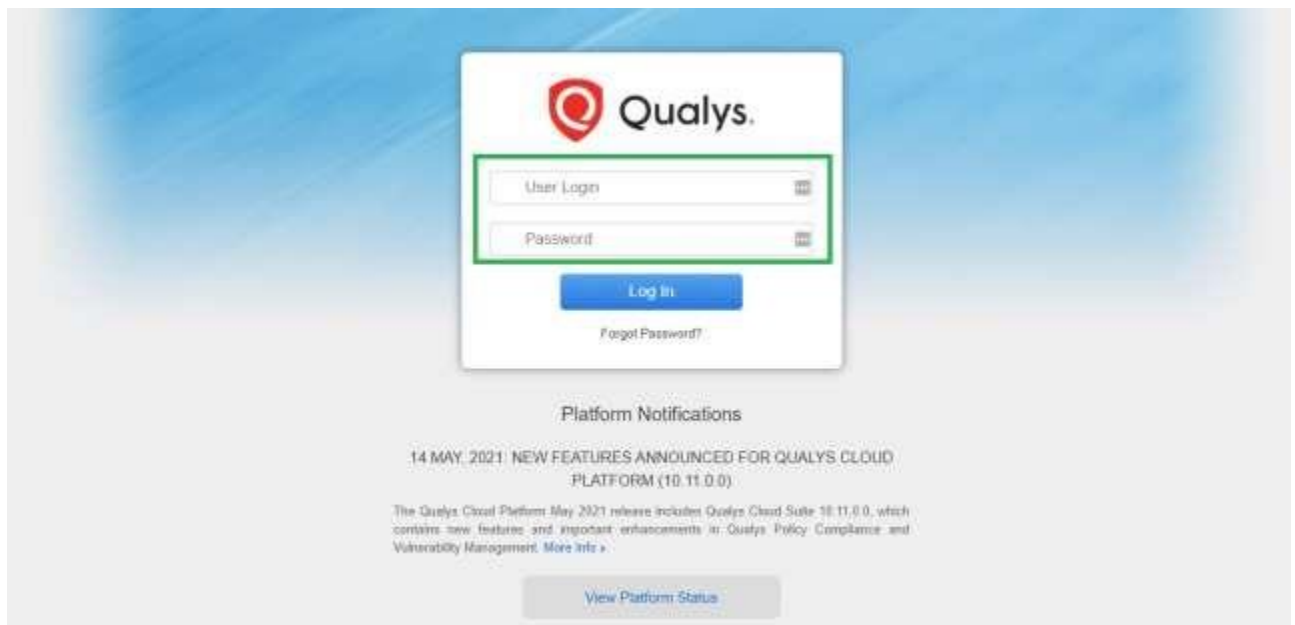 Qualys.
User Login
Password
Log In
Forgot Password?
Platform Notifications
14 MAY, 2021: NEW FEATURES ANNOUNCED FOR QUALYS CLOUD
PLATFORM (10.11.0.0)
The Qualys Cloud Platform May 2021 release includes Qualys Cloud Suite 10.11.0.0, which
contains new features and important enhancements in Qualys Policy Compliance and
Vulnerability Management. More Info »
View Platform Status